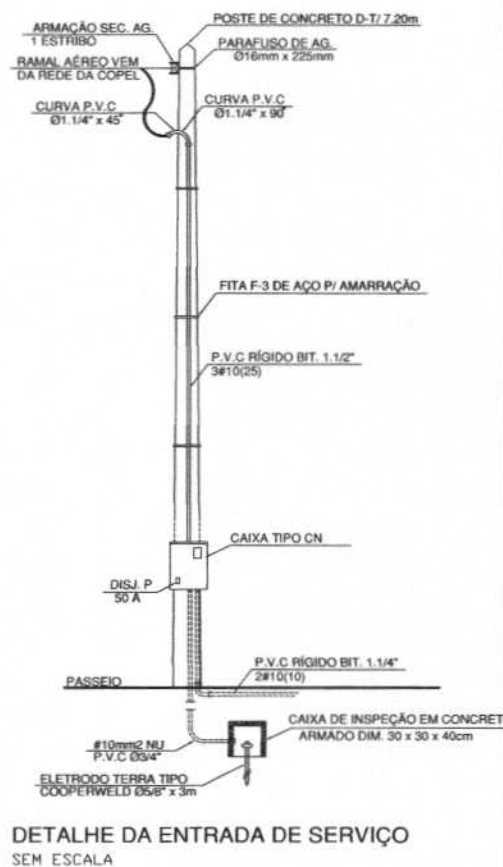 POSTE DE CONCRETO D-T/ 7.20m
ARMAÇÃO SEC. AG.
1 ESTRIBO
PARAFUSO DE AG.
Ø16mm x 225mm
RAMAL AÉREO VEM
DA REDE DA COPEL
CURVA P.V.C
Ø1.1/4" x 45°
CURVA P.V.C
Ø1.1/4" x 90°
FITA F-3 DE AÇO P/ AMARRAÇÃO
P.V.C RÍGIDO BIT. 1.1/2"
3#10(25)
CAIXA TIPO CN
DISJ. P
50 A
P.V.C RÍGIDO BIT. 1.1/4"
2#10(10)
PASSEIO
CAIXA DE INSPEÇÃO EM CONCRETO
ARMADO DIM. 30 x 30 x 40cm
#10mm2 NU
P.V.C Ø3/4"
ELETRODO TERRA TIPO
COOPERWELD Ø5/8" x 3m
DETALHE DA ENTRADA DE SERVIÇO
SEM ESCALA